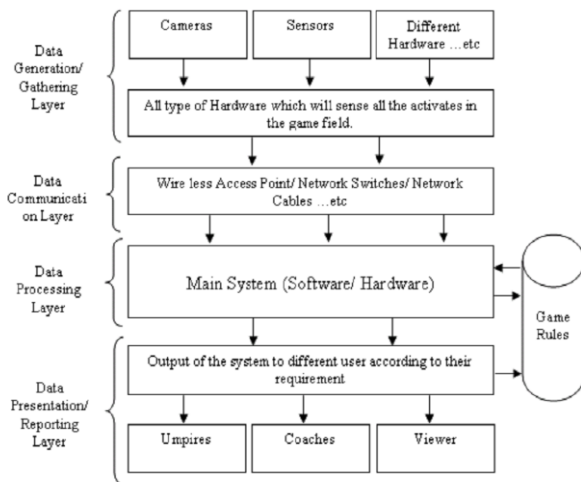 Data
Generation/
Gathering
Layer
Cameras
Sensors
Different
Hardware ...etc
All type of Hardware which will sense all the activates in
the game field.
Data
Communicati
on Layer
Wire less Access Point/ Network Switches/ Network
Cables ...etc
Data
Processing
Layer
Main System (Software/ Hardware)
Game
Rules
Data
Presentation/
Reporting
Layer
Output of the system to different user according to their
requirement
Umpires
Coaches
Viewer